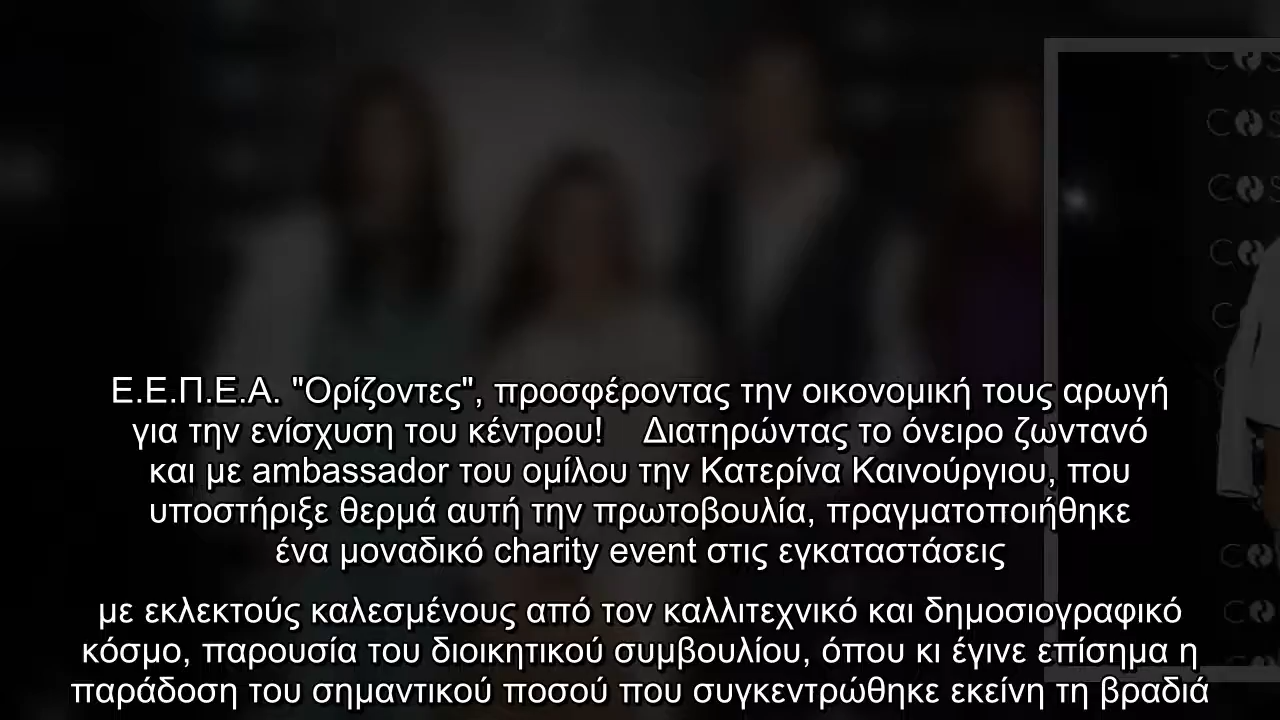 Ε.Ε.Π.Ε.Α. "Ορίζοντες", προσφέροντας την οικονομική τους αρωγή
για την ενίσχυση του κέντρου! Διατηρώντας το όνειρο ζωντανό
και με ambassador του ομίλου την Κατερίνα Καινούργιου, που
υποστήριξε θερμά αυτή την πρωτοβουλία, πραγματοποιήθηκε
ένα μοναδικό charity event στις εγκαταστάσεις
με εκλεκτούς καλεσμένους από τον καλλιτεχνικό και δημοσιογραφικό
κόσμο, παρουσία του διοικητικού συμβουλίου, όπου κι έγινε επίσημα η
παράδοση του σημαντικού ποσού που συγκεντρώθηκε εκείνη τη βραδιά